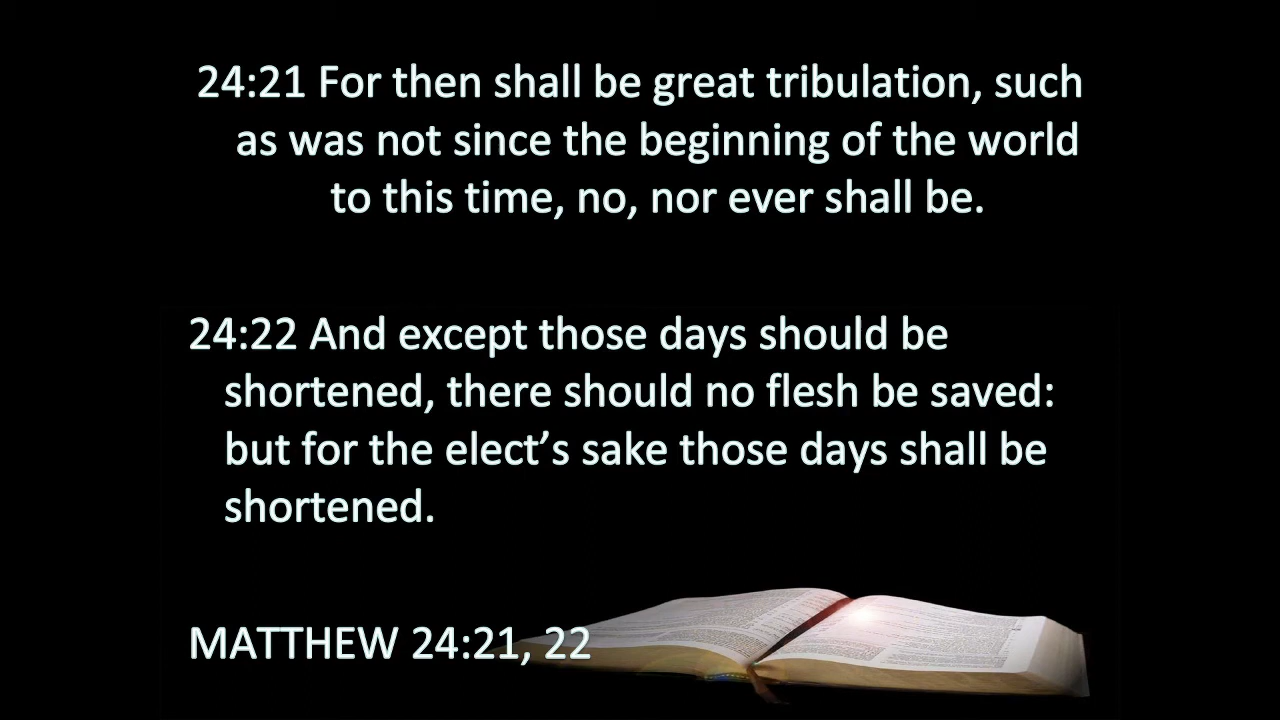 24:21 For then shall be great tribulation, such
as was not since the beginning of the world
to this time, no, nor ever shall be.
24:22 And except those days should be
shortened, there should no flesh be saved:
but for the elect’s sake those days shall be
shortened.
MATTHEW 24:21, 22